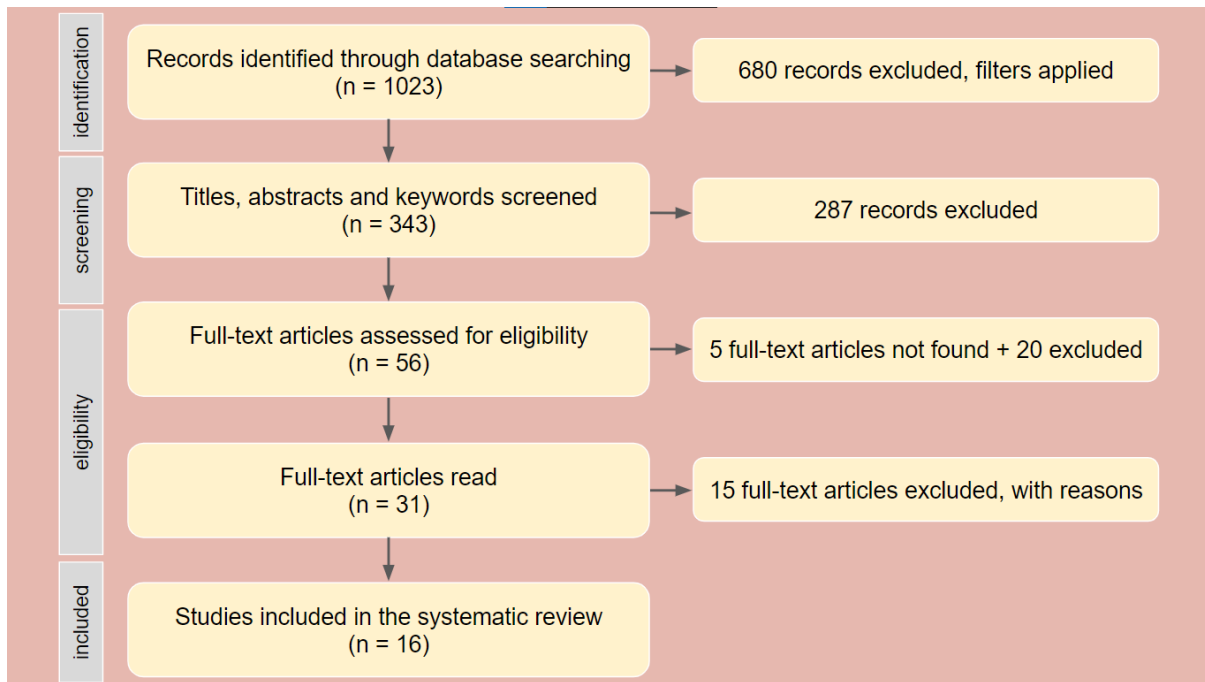 identification
Records identified through database searching
(n = 1023)
680 records excluded, filters applied
screening
Titles, abstracts and keywords screened
(n = 343)
287 records excluded
eligibility
Full-text articles assessed for eligibility
(n = 56)
5 full-text articles not found + 20 excluded
Full-text articles read
(n = 31)
15 full-text articles excluded, with reasons
included
Studies included in the systematic review
(n = 16)